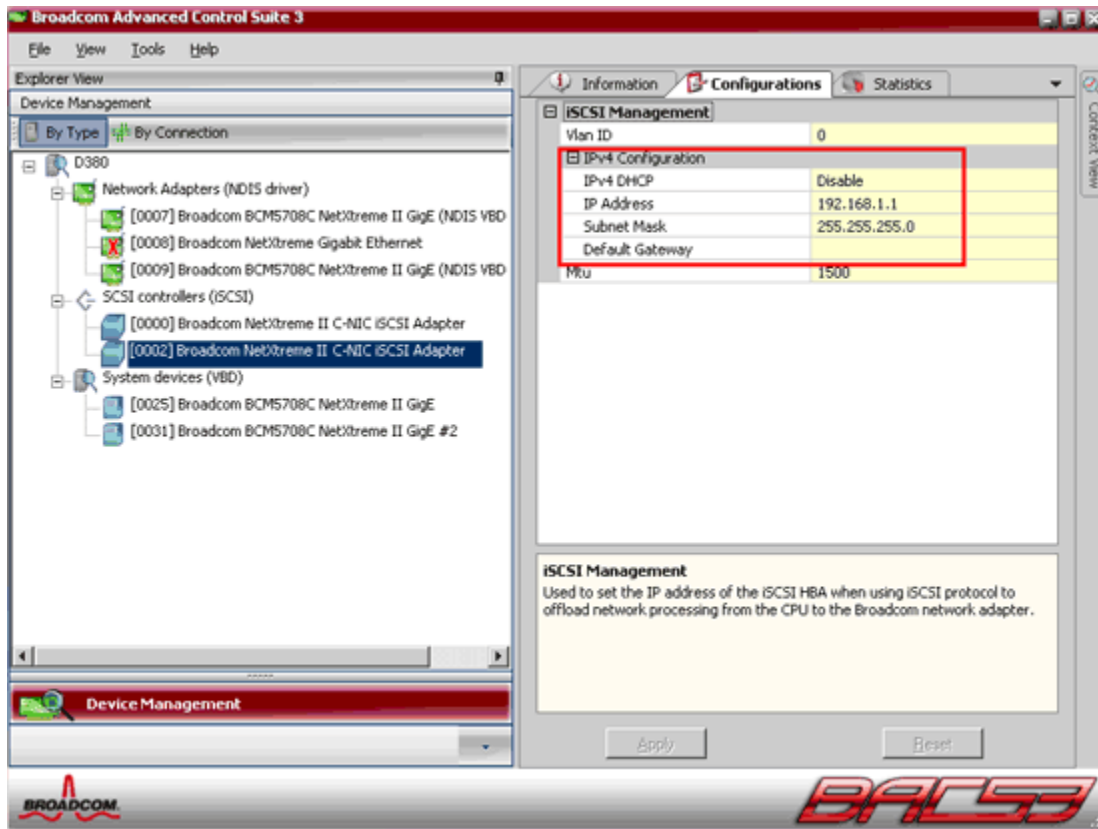 Broadcom Advanced Control Suite 3
File View Tools Help
Explorer View
Device Management
By Type By Connection
D380
Network Adapters (NDIS driver)
[0007] Broadcom BCM5708C NetXtreme II GigE (NDIS VBD
[0008] Broadcom NetXtreme Gigabit Ethernet
[0009] Broadcom BCM5708C NetXtreme II GigE (NDIS VBD
SCSI controllers (iSCSI)
[0000] Broadcom NetXtreme II C-NIC iSCSI Adapter
[0002] Broadcom NetXtreme II C-NIC iSCSI Adapter
System devices (VBD)
[0025] Broadcom BCM5708C NetXtreme II GigE
[0031] Broadcom BCM5708C NetXtreme II GigE #2
Device Management
Information Configurations Statistics
iSCSI Management
Vlan ID 0
IPv4 Configuration
IPv4 DHCP Disable
IP Address 192.168.1.1
Subnet Mask 255.255.255.0
Default Gateway
Mtu 1500
iSCSI Management
Used to set the IP address of the iSCSI HBA when using iSCSI protocol to
offload network processing from the CPU to the Broadcom network adapter.
Apply Reset
Context View
BROADCOM.
BACS3